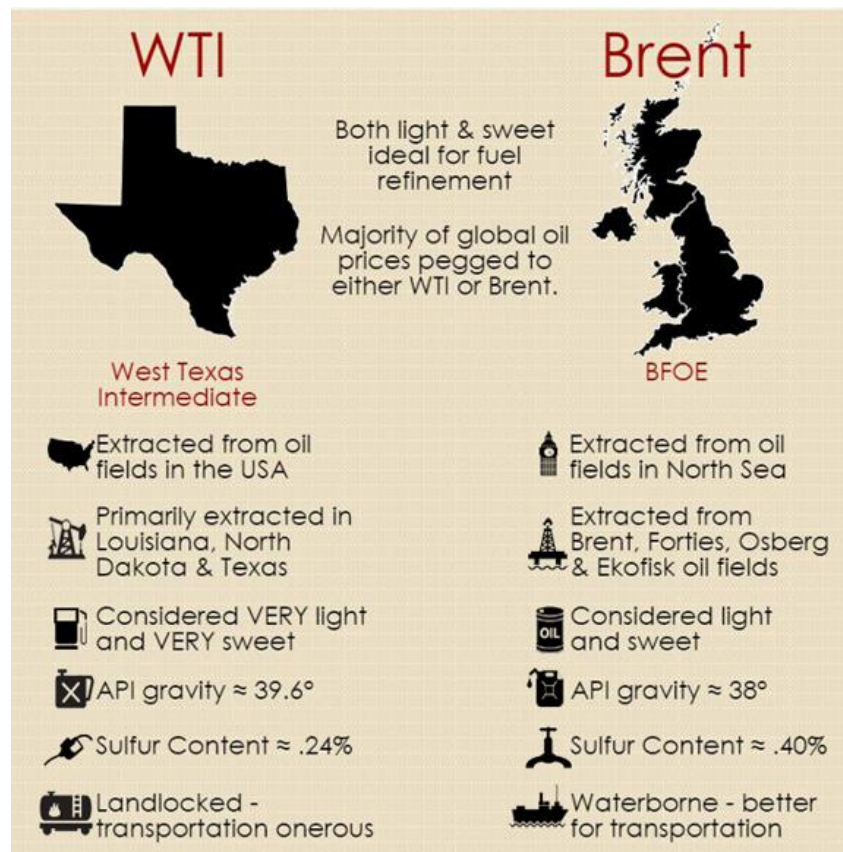 WTI
Brent
Both light & sweet
ideal for fuel
refinement
Majority of global oil
prices pegged to
either WTI or Brent.
West Texas
Intermediate
BFOE
Extracted from oil
fields in the USA
Primarily extracted in
Louisiana, North
Dakota & Texas
Considered VERY light
and VERY sweet
API gravity ≈ 39.6°
Sulfur Content ≈ .24%
Landlocked -
transportation onerous
Extracted from oil
fields in North Sea
Extracted from
Brent, Forties, Osberg
& Ekofisk oil fields
OIL
Considered light
and sweet
API gravity ≈ 38°
Sulfur Content ≈ .40%
Waterborne - better
for transportation